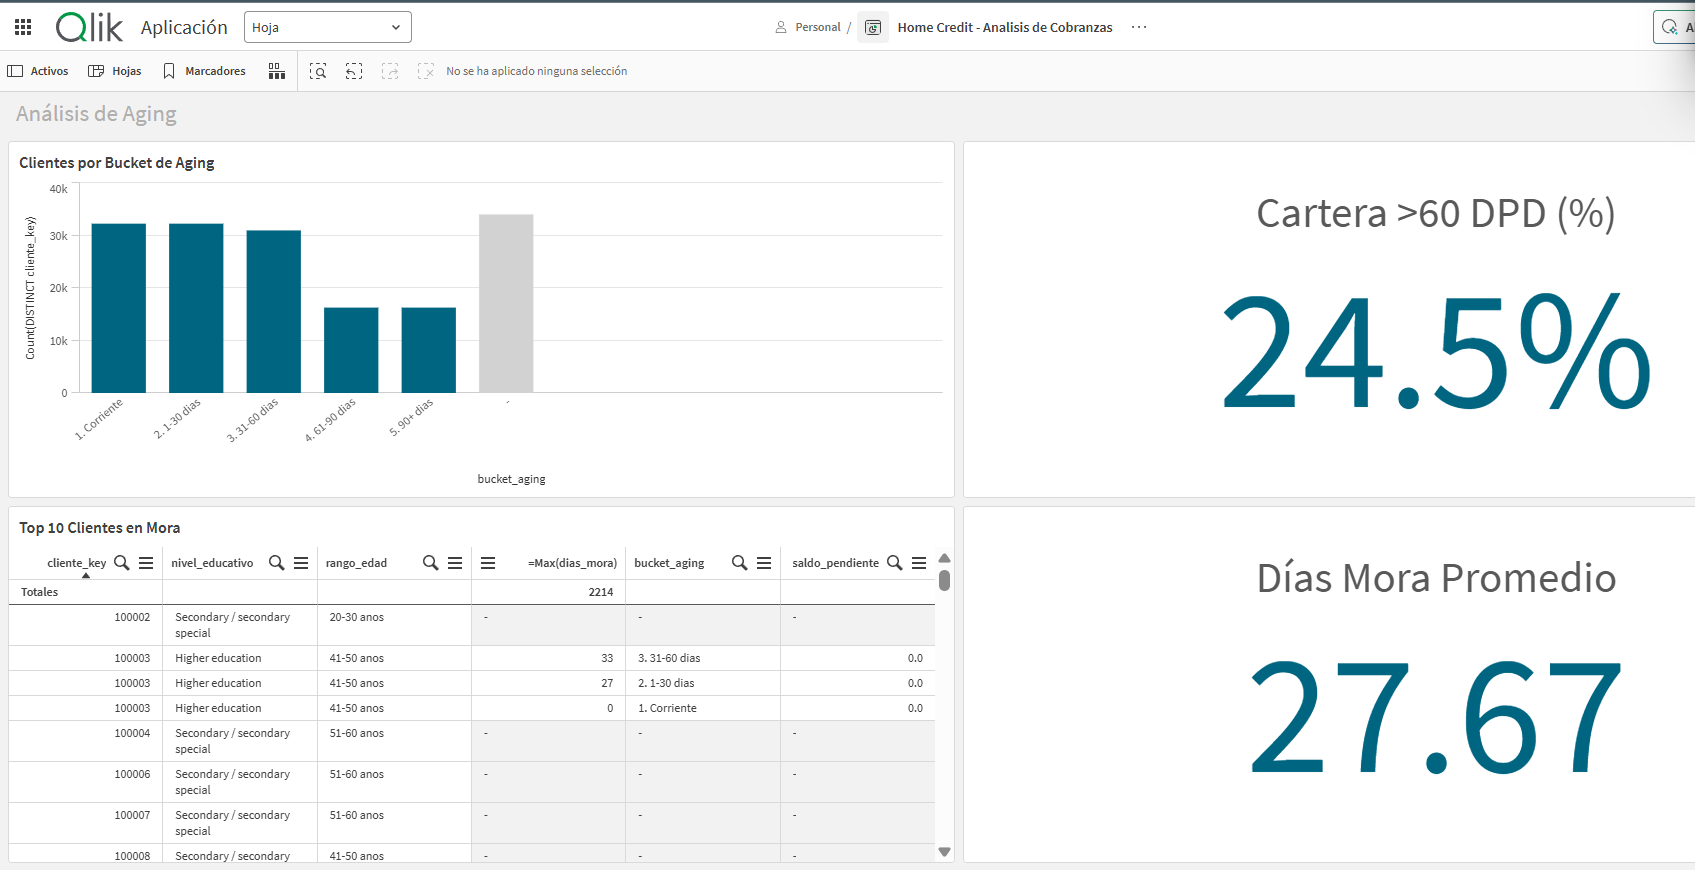 Qlik Aplicación Hoja Personal / Home Credit - Analisis de Cobranzas ···
Activos Hojas Marcadores No se ha aplicado ninguna selección
Análisis de Aging
Clientes por Bucket de Aging
Count(DISTINCT cliente_key)
40k
30k
20k
10k
0
1. Corriente
2. 1-30 dias
3. 31-60 dias
4. 61-90 dias
5. 90+ dias
-
bucket_aging
Cartera >60 DPD (%)
24.5%
Top 10 Clientes en Mora
cliente_key nivel_educativo rango_edad =Max(dias_mora) bucket_aging saldo_pendiente
Totales 2214
100002 Secondary / secondary special 20-30 anos - - -
100003 Higher education 41-50 anos 33 3. 31-60 dias 0.0
100003 Higher education 41-50 anos 27 2. 1-30 dias 0.0
100003 Higher education 41-50 anos 0 1. Corriente 0.0
100004 Secondary / secondary special 51-60 anos - - -
100006 Secondary / secondary special 51-60 anos - - -
100007 Secondary / secondary special 51-60 anos - - -
100008 Secondary / secondary 41-50 anos - - -
Días Mora Promedio
27.67